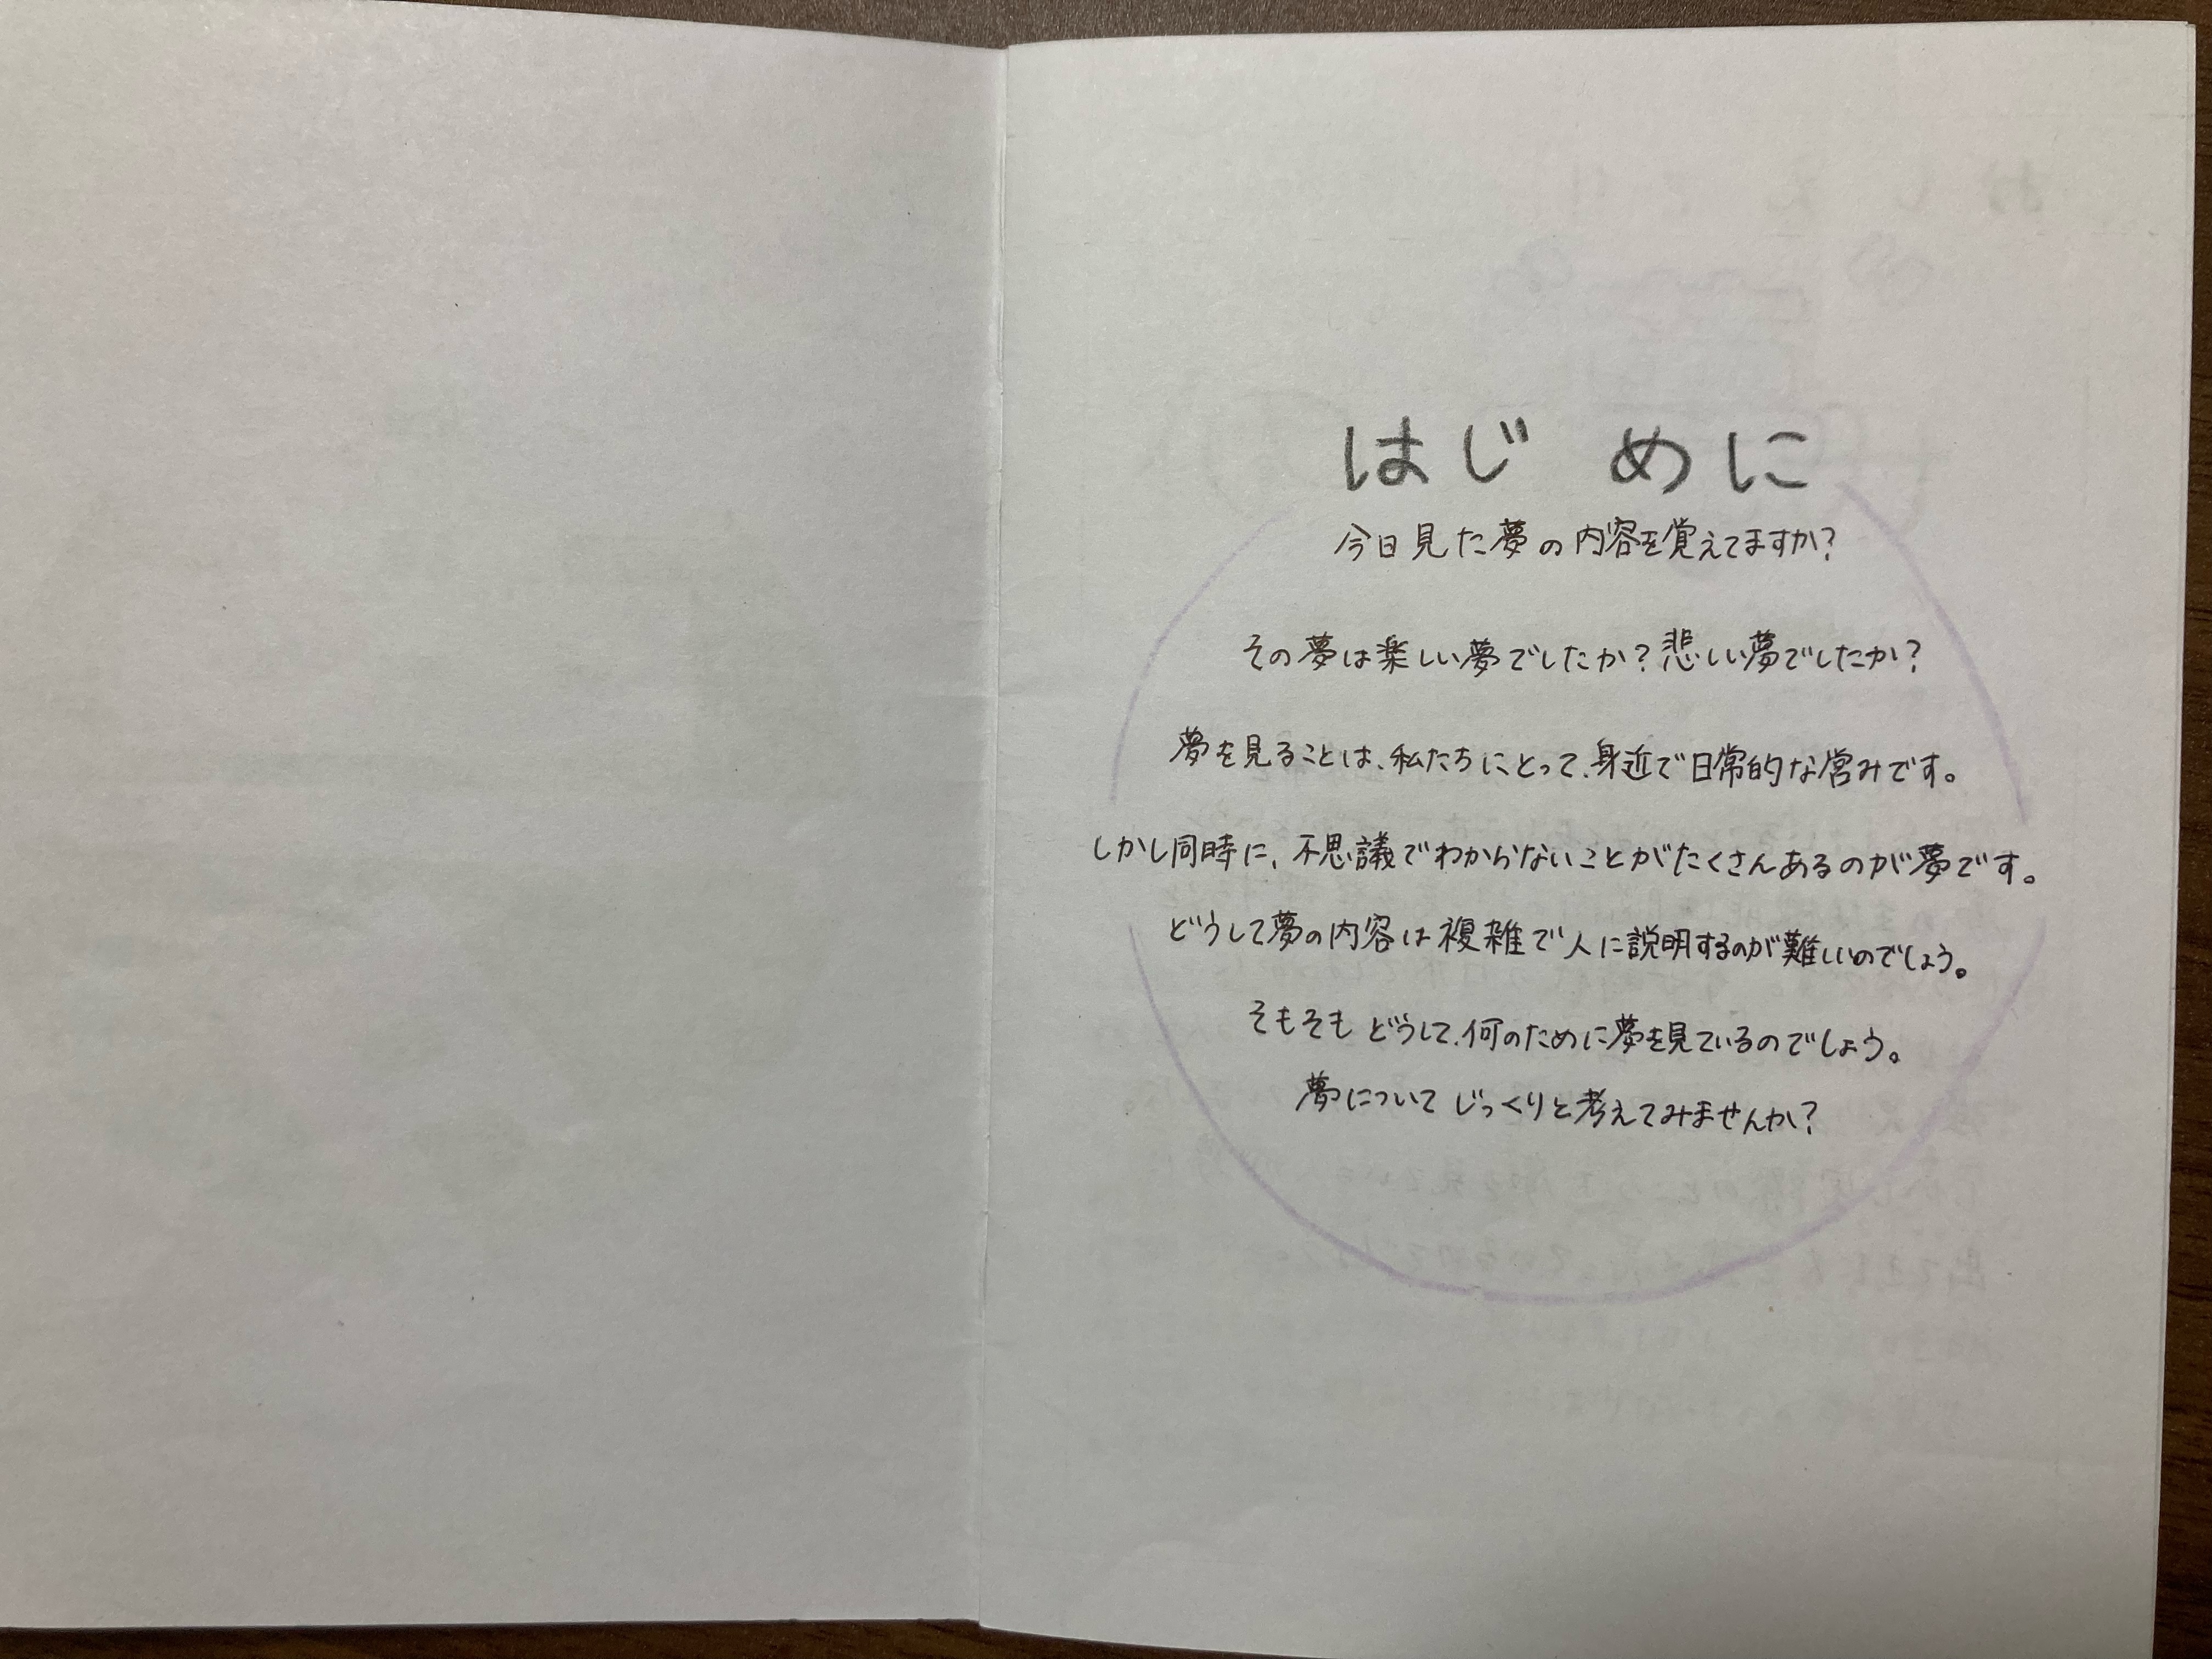 はじめに
今日見た夢の内容を覚えてますか?
その夢は楽しい夢でしたか?悲しい夢でしたか?
夢を見ることは、私たちにとって、身近で日常的な営みです。
しかし同時に、不思議でわからないことがたくさんあるのが夢です。
どうして夢の内容は複雑で人に説明するのが難しいのでしょう。
そもそもどうして、何のために夢を見ているのでしょう。
夢についてじっくりと考えてみませんか?